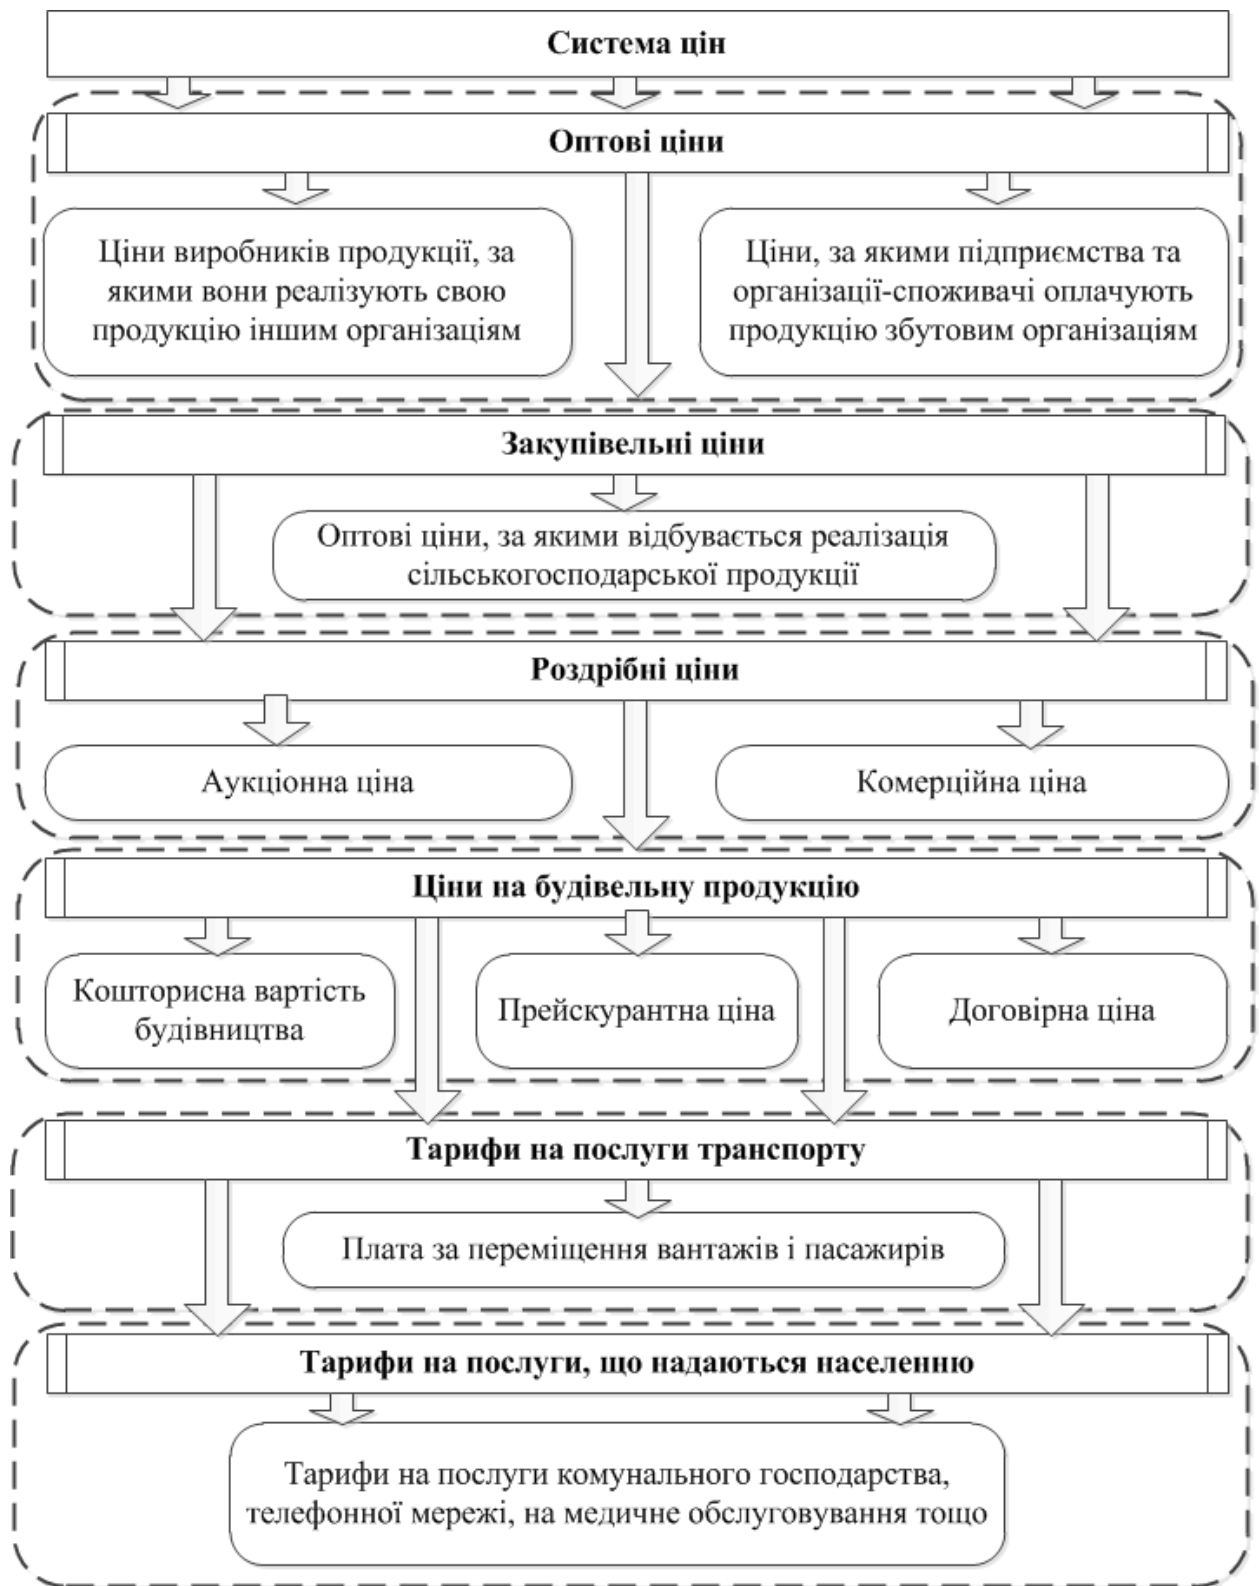 Система цін
Оптові ціни
Ціни виробників продукції, за
якими вони реалізують свою
продукцію іншим організаціям
Ціни, за якими підприємства та
організації-споживачі оплачують
продукцію збутовим організаціям
Закупівельні ціни
Оптові ціни, за якими відбувається реалізація
сільськогосподарської продукції
Роздрібні ціни
Аукціонна ціна
Комерційна ціна
Ціни на будівельну продукцію
Кошторисна вартість
будівництва
Прейскурантна ціна
Договірна ціна
Тарифи на послуги транспорту
Плата за переміщення вантажів і пасажирів
Тарифи на послуги, що надаються населенню
Тарифи на послуги комунального господарства,
телефонної мережі, на медичне обслуговування тощо